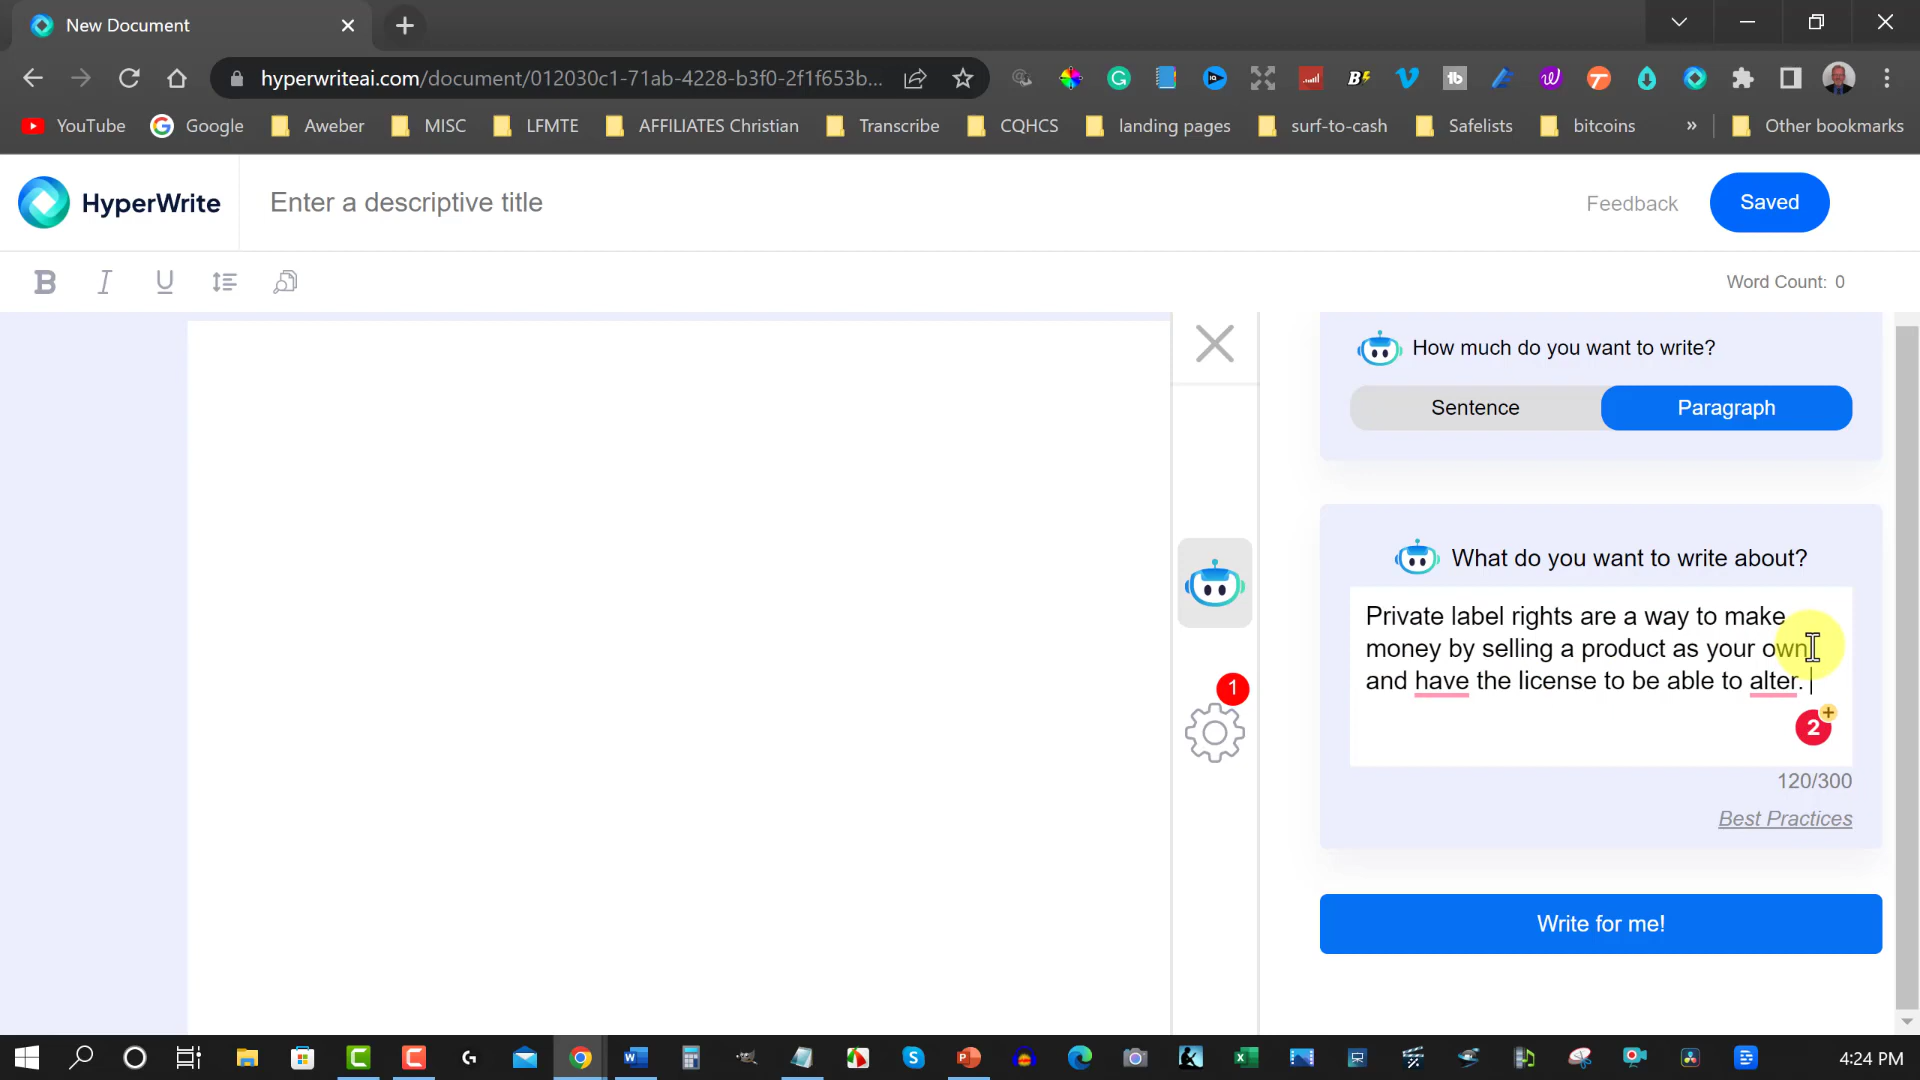 New Document
hyperwriteai.com/document/012030c1-71ab-4228-b3f0-2f1f653b...
YouTube Google Aweber MISC LFMTE AFFILIATES Christian Transcribe CQHCS landing pages surf-to-cash Safelists bitcoins » Other bookmarks
HyperWrite
Enter a descriptive title
Feedback
Saved
B I U
Word Count: 0
How much do you want to write?
Sentence Paragraph
What do you want to write about?
Private label rights are a way to make
money by selling a product as your own
and have the license to be able to alter.
1
2
120/300
Best Practices
Write for me!
4:24 PM